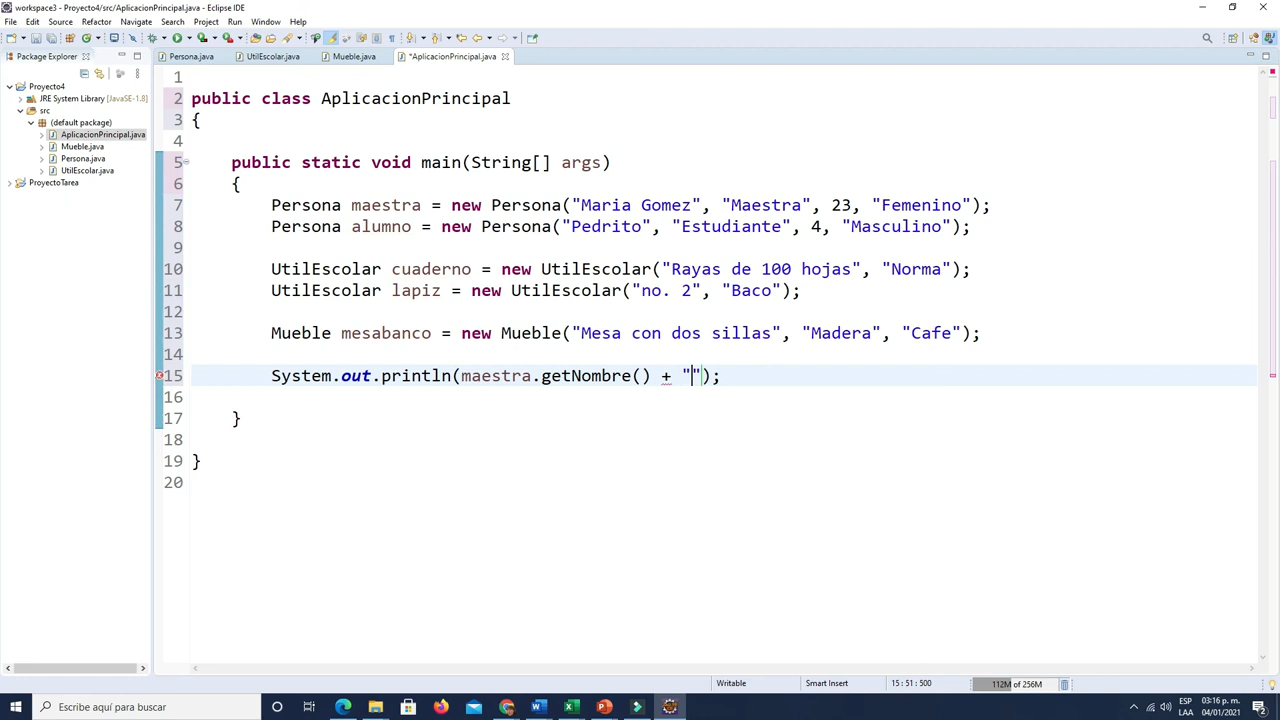 workspace3 - Proyecto4/src/AplicacionPrincipal.java - Eclipse IDE
File Edit Source Refactor Navigate Search Project Run Window Help
Package Explorer
Persona.java UtilEscolar.java Mueble.java *AplicacionPrincipal.java
Proyecto4
JRE System Library [JavaSE-1.8]
src
(default package)
AplicacionPrincipal.java
Mueble.java
Persona.java
UtilEscolar.java
ProyectoTarea
1
2 public class AplicacionPrincipal
3 {
4
5 public static void main(String[] args)
6 {
7 Persona maestra = new Persona("Maria Gomez", "Maestra", 23, "Femenino");
8 Persona alumno = new Persona("Pedrito", "Estudiante", 4, "Masculino");
9
10 UtilEscolar cuaderno = new UtilEscolar("Rayas de 100 hojas", "Norma");
11 UtilEscolar lapiz = new UtilEscolar("no. 2", "Baco");
12
13 Mueble mesabanco = new Mueble("Mesa con dos sillas", "Madera", "Cafe");
14
15 System.out.println(maestra.getNombre() + "");
16
17 }
18
19 }
20
Writable Smart Insert 15 : 51 : 500 112M of 256M
Escribe aquí para buscar
ESP 03:16 p. m.
LAA 04/01/2021
2